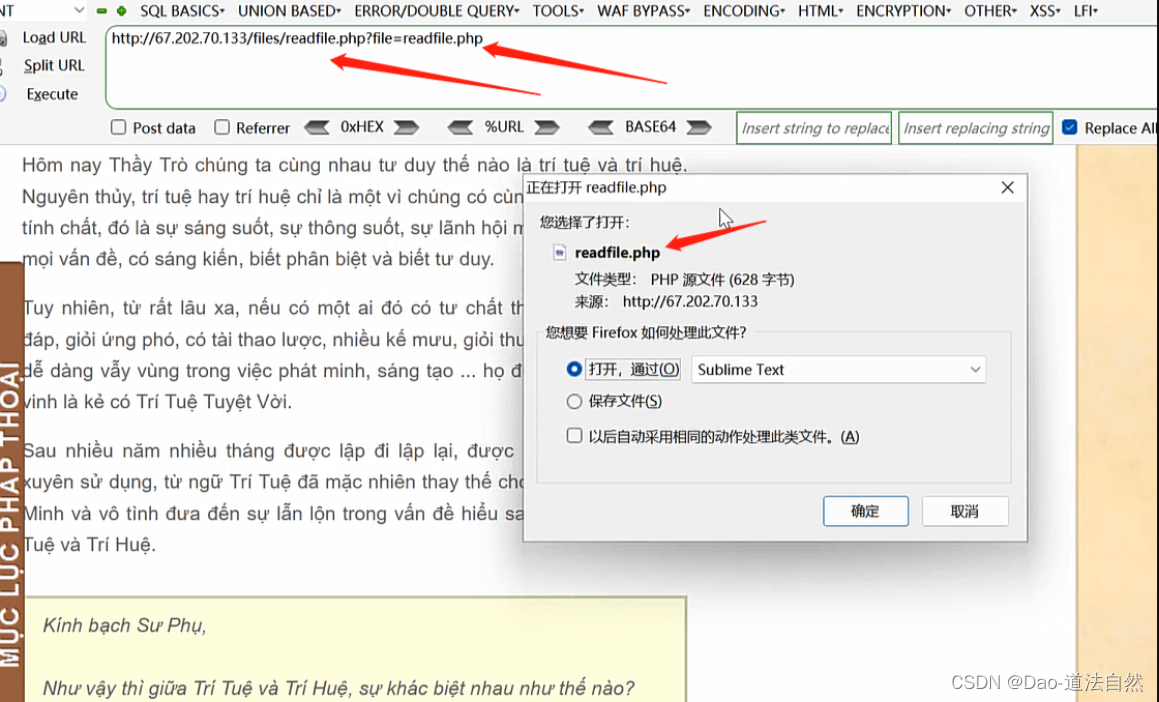 NT SQL BASICS UNION BASED ERROR/DOUBLE QUERY TOOLS WAF BYPASS ENCODING HTML ENCRYPTION OTHER XSS LFI
Load URL
http://67.202.70.133/files/readfile.php?file=readfile.php
Split URL
Execute
Post data Referrer 0xHEX %URL BASE64 Insert string to replace Insert replacing string Replace All
Hôm nay Thầy Trò chúng ta cùng nhau tư duy thế nào là trí tuệ và trí huệ.
Nguyên thủy, trí tuệ hay trí huệ chỉ là một vì chúng có cùn
tính chất, đó là sự sáng suốt, sự thông suốt, sự lãnh hội
mọi vấn đề, có sáng kiến, biết phân biệt và biết tư duy.
Tuy nhiên, từ rất lâu xa, nếu có một ai đó có tư chất th
đáp, giỏi ứng phó, có tài thao lược, nhiều kế mưu, giỏi thu
dễ dàng vẫy vùng trong việc phát minh, sáng tạo ... họ đ
vinh là kẻ có Trí Tuệ Tuyệt Vời.
Sau nhiều năm nhiều tháng được lập đi lập lại, được
xuyên sử dụng, từ ngữ Trí Tuệ đã mặc nhiên thay thế cho
Minh và vô tình đưa đến sự lẫn lộn trong vấn đề hiểu sa
Tuệ và Trí Huệ.
Kính bạch Sư Phụ,
Như vậy thì giữa Trí Tuệ và Trí Huệ, sự khác biệt nhau như thế nào?
MỤC LỤC PHÁP THOẠI
正在打开 readfile.php
您选择了打开:
readfile.php
文件类型: PHP 源文件 (628 字节)
来源: http://67.202.70.133
您想要 Firefox 如何处理此文件?
打开，通过(O) Sublime Text
保存文件(S)
以后自动采用相同的动作处理此类文件。(A)
确定 取消
CSDN @Dao-道法自然